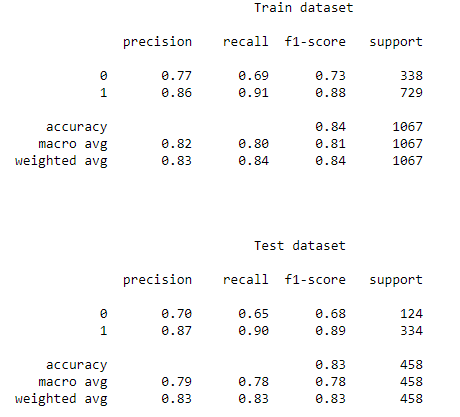 Train dataset
precision recall f1-score support
0 0.77 0.69 0.73 338
1 0.86 0.91 0.88 729
accuracy 0.84 1067
macro avg 0.82 0.80 0.81 1067
weighted avg 0.83 0.84 0.84 1067
Test dataset
precision recall f1-score support
0 0.70 0.65 0.68 124
1 0.87 0.90 0.89 334
accuracy 0.83 458
macro avg 0.79 0.78 0.78 458
weighted avg 0.83 0.83 0.83 458